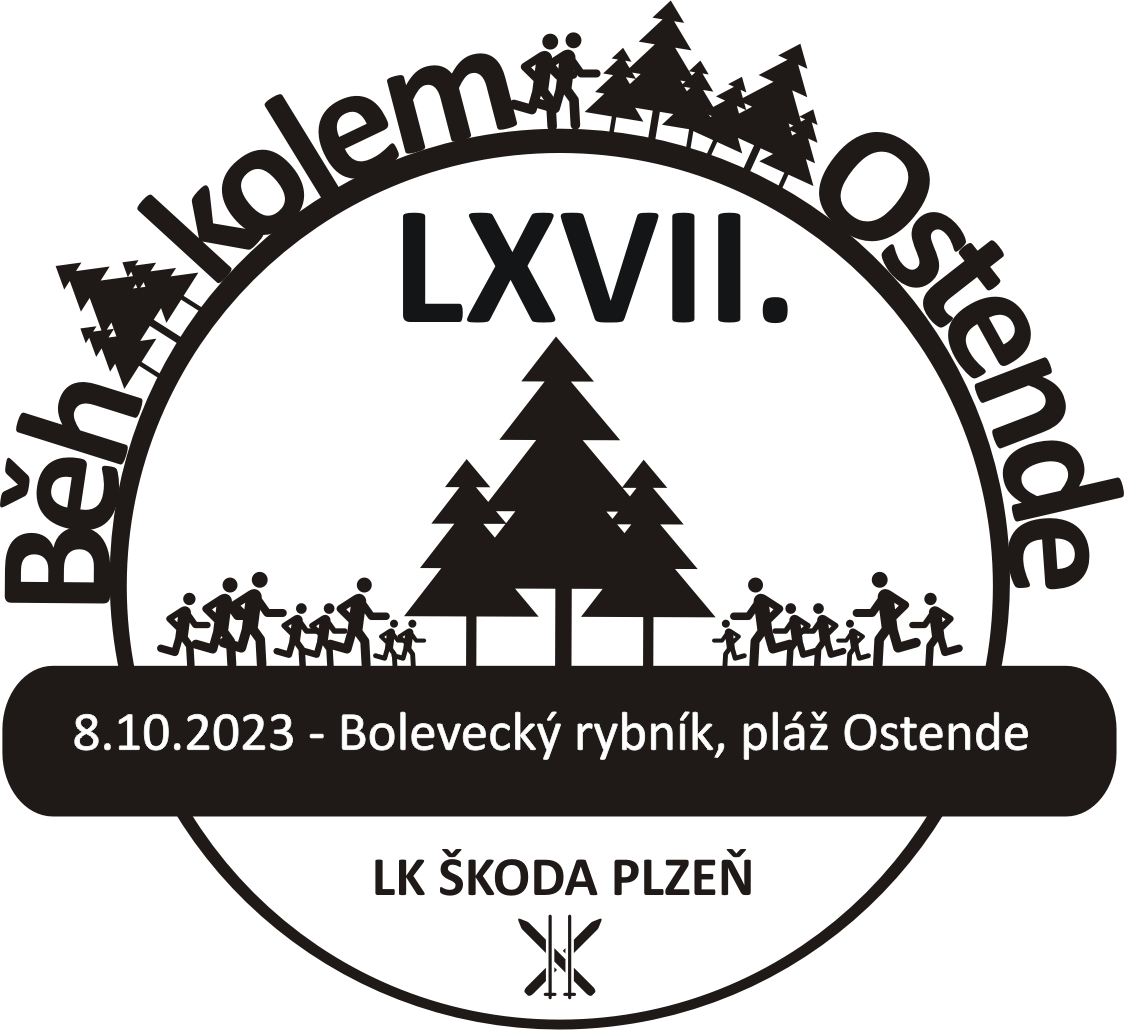 Běh kolem Ostende
LXVII.
8.10.2023 - Bolevecký rybník, pláž Ostende
LK ŠKODA PLZEŇ